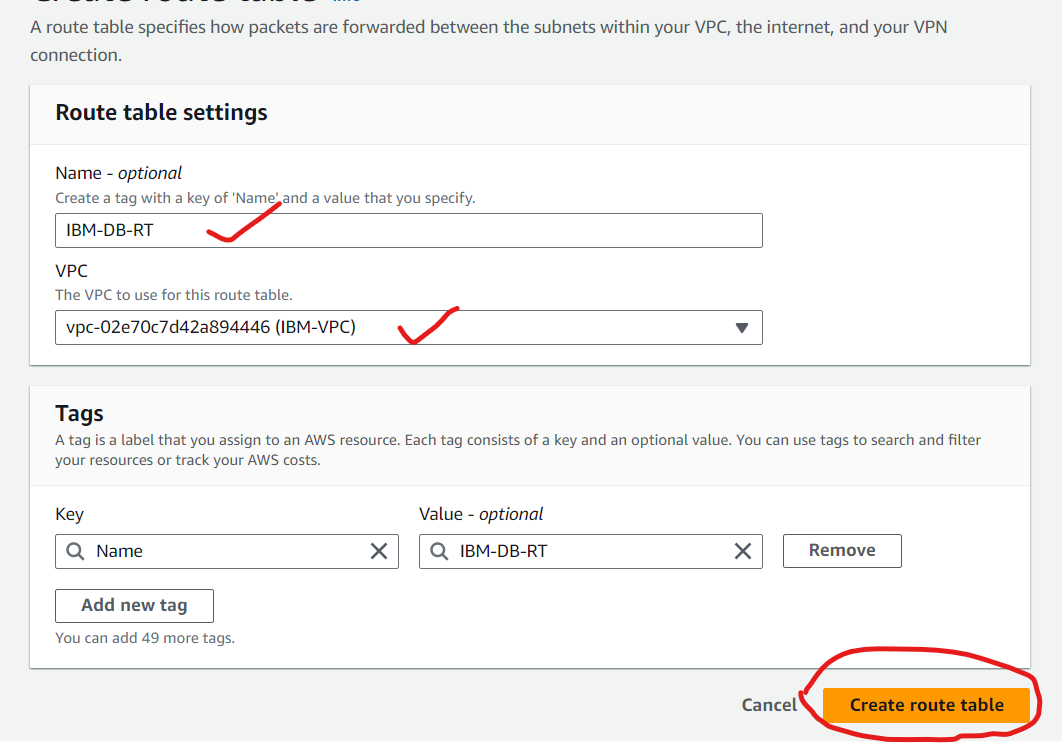 A route table specifies how packets are forwarded between the subnets within your VPC, the internet, and your VPN
connection.
Route table settings
Name - optional
Create a tag with a key of 'Name' and a value that you specify.
IBM-DB-RT
VPC
The VPC to use for this route table.
vpc-02e70c7d42a894446 (IBM-VPC)
Tags
A tag is a label that you assign to an AWS resource. Each tag consists of a key and an optional value. You can use tags to search and filter
your resources or track your AWS costs.
Key Value - optional
Name IBM-DB-RT Remove
Add new tag
You can add 49 more tags.
Cancel Create route table